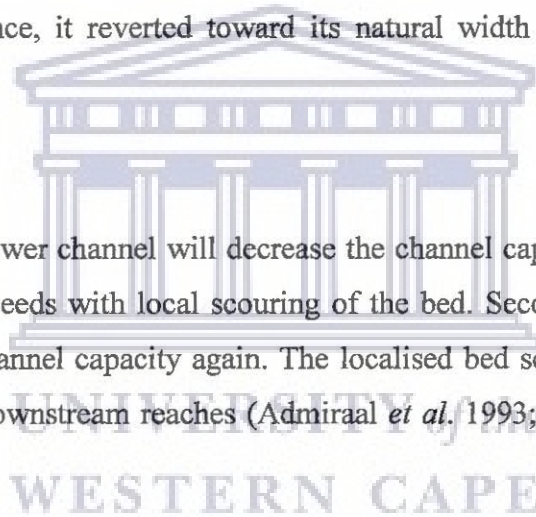 nce, it reverted toward its natural width
wer channel will decrease the channel cap
eeds with local scouring of the bed. Seco
annel capacity again. The localised bed s
ownstream reaches (Admiraal et al. 1993;
UNIVERSITY of the
WESTERN CAPE